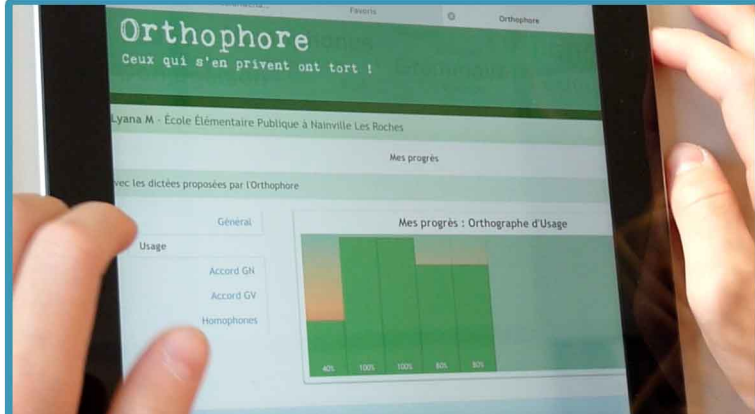 Favoris
Orthophore
Orthophore
Ceux qui s'en privent ont tort !
Lyana M - École Élémentaire Publique à Nainville Les Roches
Mes progrès
vec les dictées proposées par l'Orthophore
Général
Usage
Accord GN
Accord GV
Homophones
Mes progrès : Orthographe d'Usage
40% 100% 100% 80% 80%